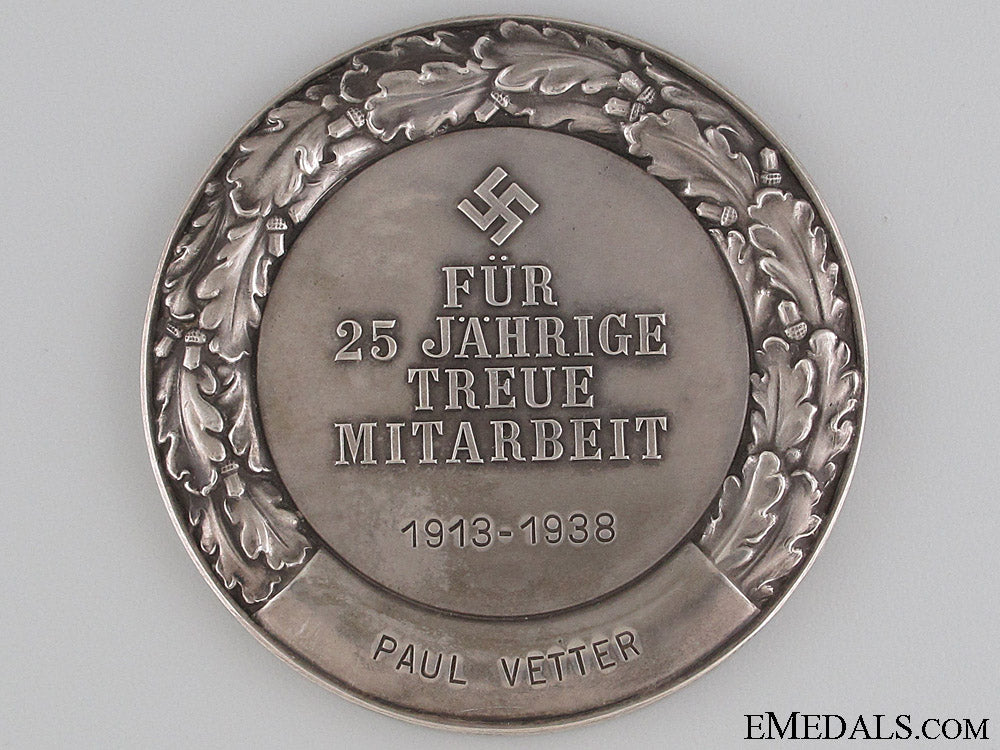 FÜR
25 JÄHRIGE
TREUE
MITARBEIT
1913-1938
PAUL VETTER
EMEDALS.COM